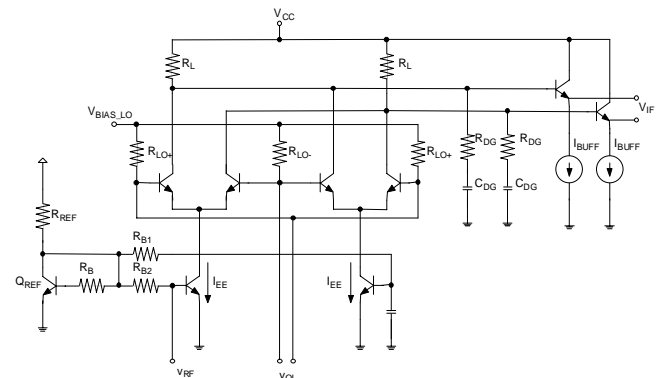 VCC
RL
RL
VBIAS_LO
VIF
RLO+
RLO-
RLO+
RDG
RDG
IBUFF
IBUFF
CDG
CDG
RREF
RB1
QREF
RB
RB2
IEE
IEE
vRF
vOL